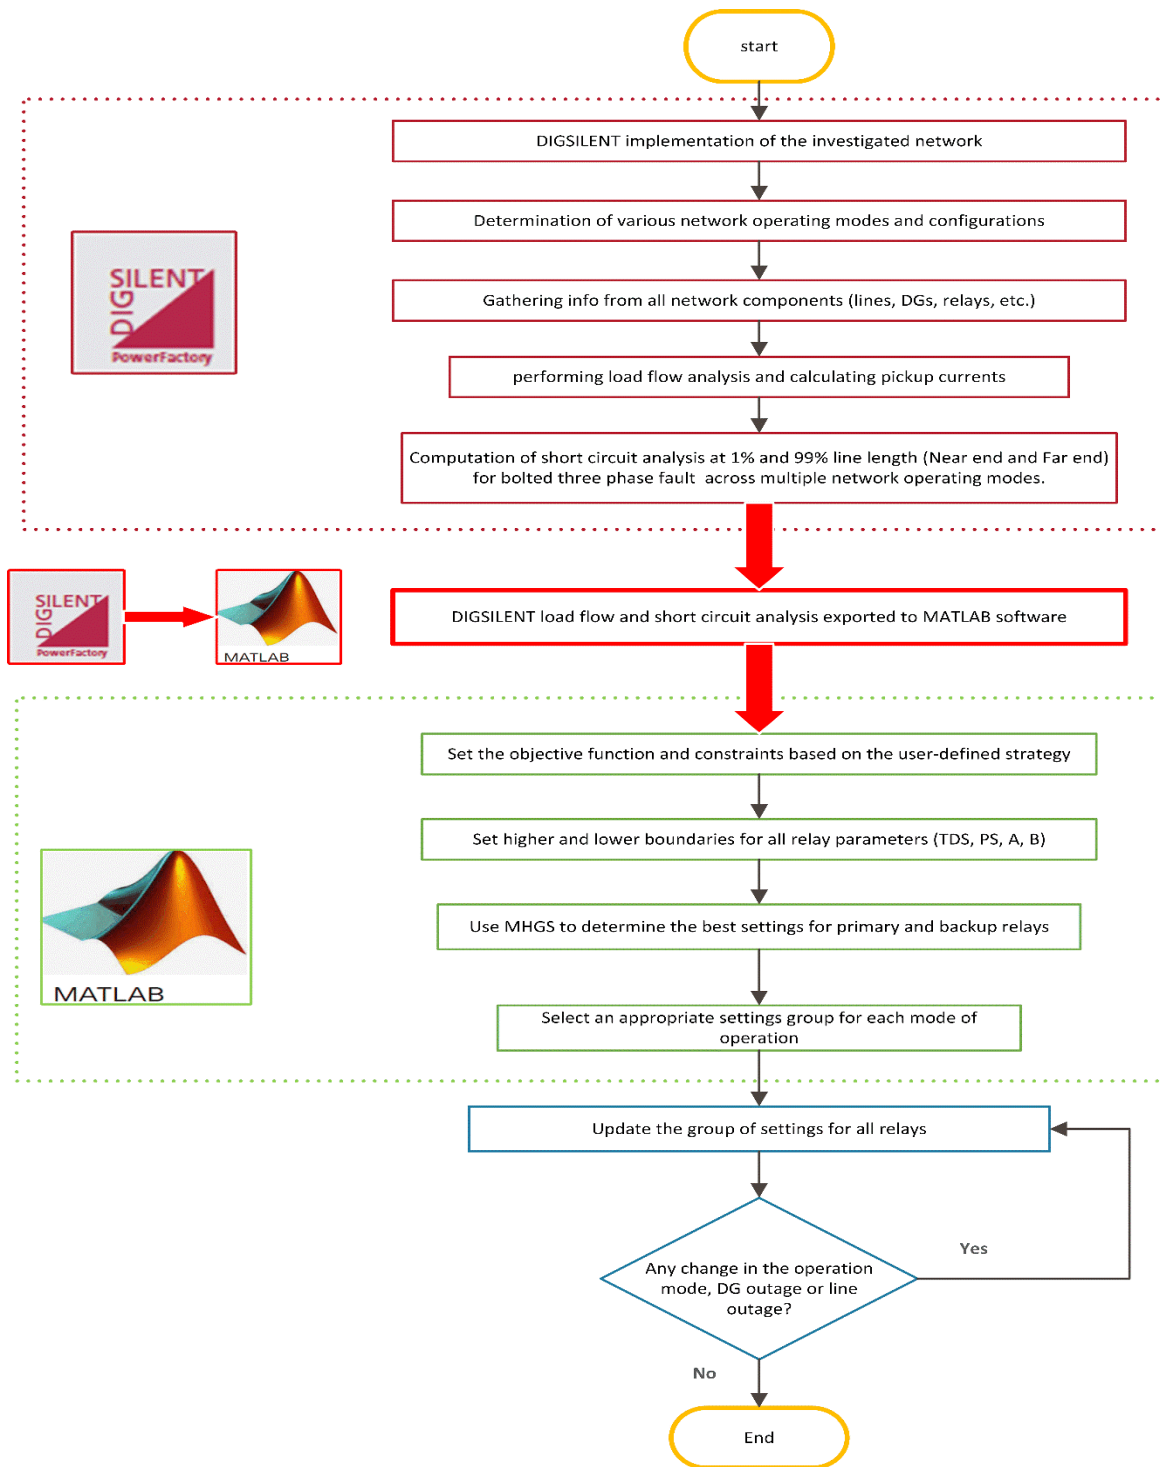 start
DIGSILENT implementation of the investigated network
Determination of various network operating modes and configurations
Gathering info from all network components (lines, DGs, relays, etc.)
performing load flow analysis and calculating pickup currents
Computation of short circuit analysis at 1% and 99% line length (Near end and Far end)
for bolted three phase fault across multiple network operating modes.
DIG
SILENT
PowerFactory
DIG
SILENT
PowerFactory
MATLAB
DIGSILENT load flow and short circuit analysis exported to MATLAB software
Set the objective function and constraints based on the user-defined strategy
Set higher and lower boundaries for all relay parameters (TDS, PS, A, B)
Use MHGS to determine the best settings for primary and backup relays
Select an appropriate settings group for each mode of
operation
MATLAB
Update the group of settings for all relays
Any change in the operation
mode, DG outage or line
outage?
Yes
No
End